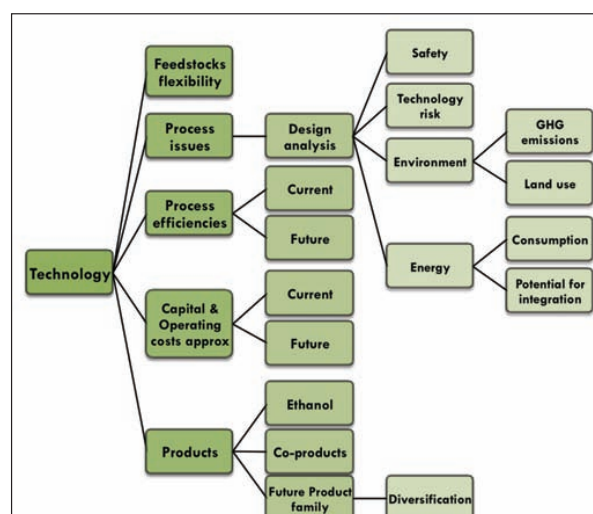 Technology
Feedstocks
flexibility
Process
issues
Process
efficiencies
Capital &
Operating
costs approx
Products
Design
analysis
Current
Future
Current
Future
Ethanol
Co-products
Future Product
family
Safety
Technology
risk
Environment
Energy
Diversification
GHG
emissions
Land use
Consumption
Potential for
integration